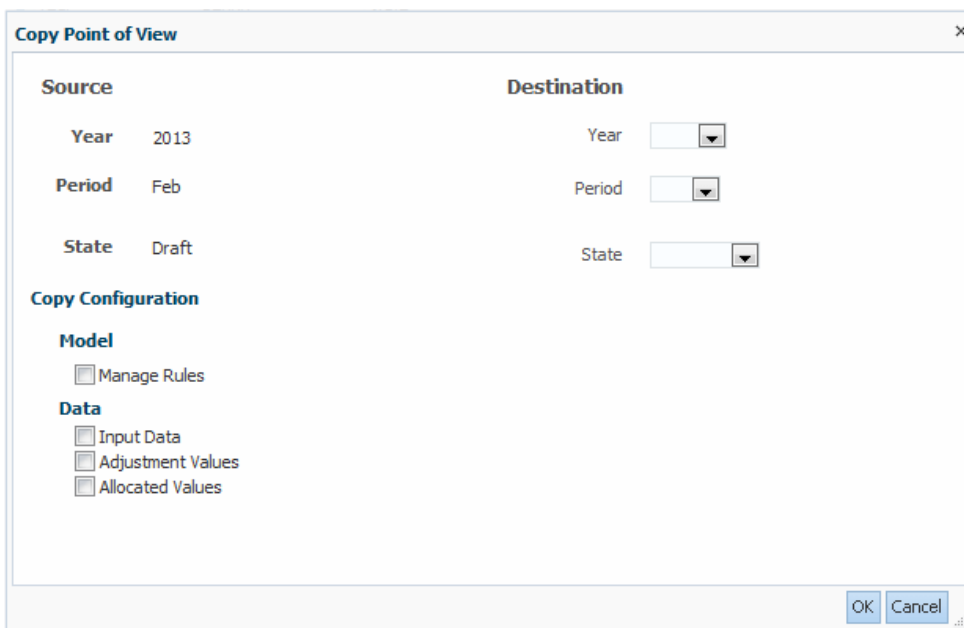 Copy Point of View
Source
Destination
Year 2013
Year
Period Feb
Period
State Draft
State
Copy Configuration
Model
Manage Rules
Data
Input Data
Adjustment Values
Allocated Values
OK Cancel